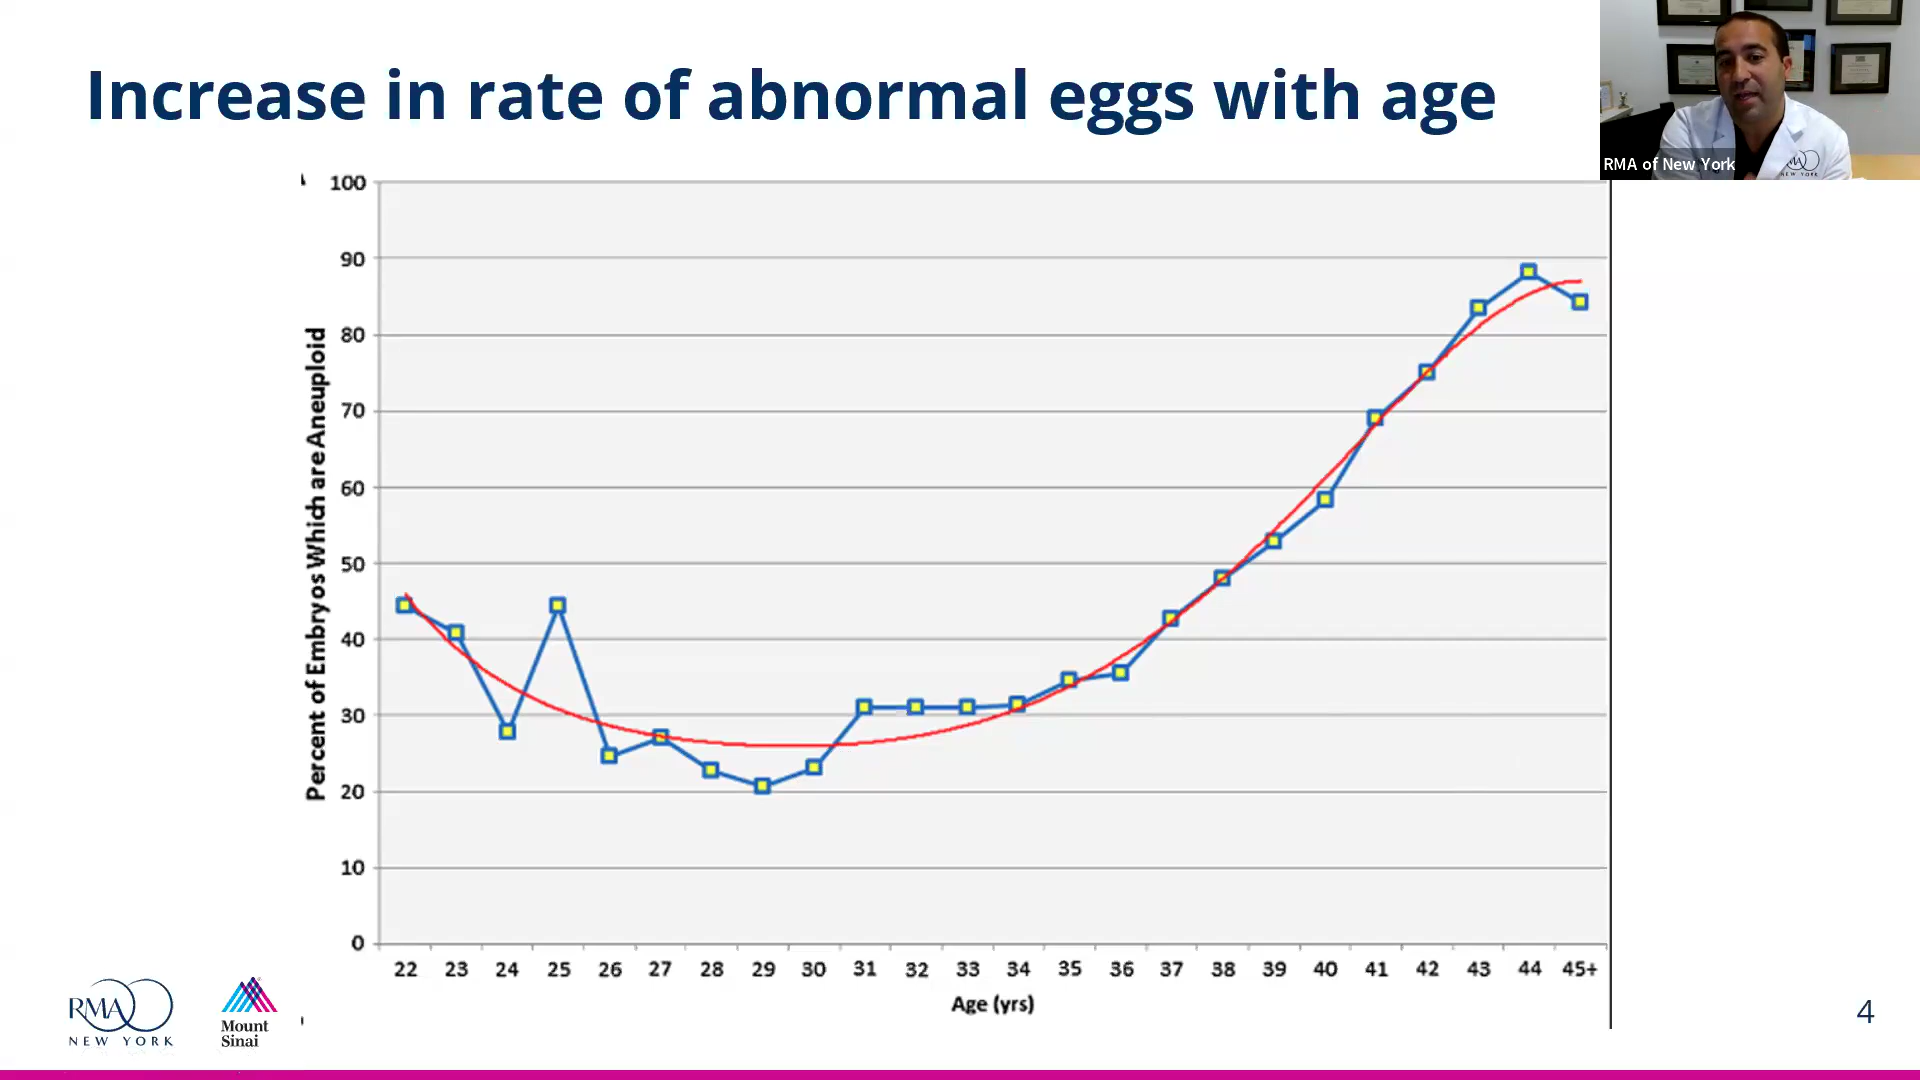 Increase in rate of abnormal eggs with age
RMA of New York
RMA
NEW YORK
Percent of Embryos Which are Aneuploid
100
90
80
70
60
50
40
30
20
10
0
22 23 24 25 26 27 28 29 30 31 32 33 34 35 36 37 38 39 40 41 42 43 44 45+
Age (yrs)
RMA
NEW YORK
Mount
Sinai
4